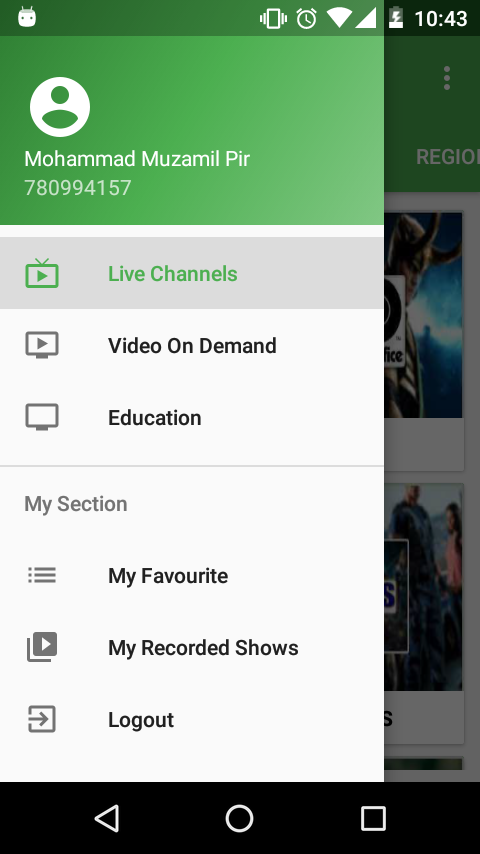 10:43
REGIO
Mohammad Muzamil Pir
780994157
Live Channels
Video On Demand
Education
My Section
My Favourite
My Recorded Shows
Logout